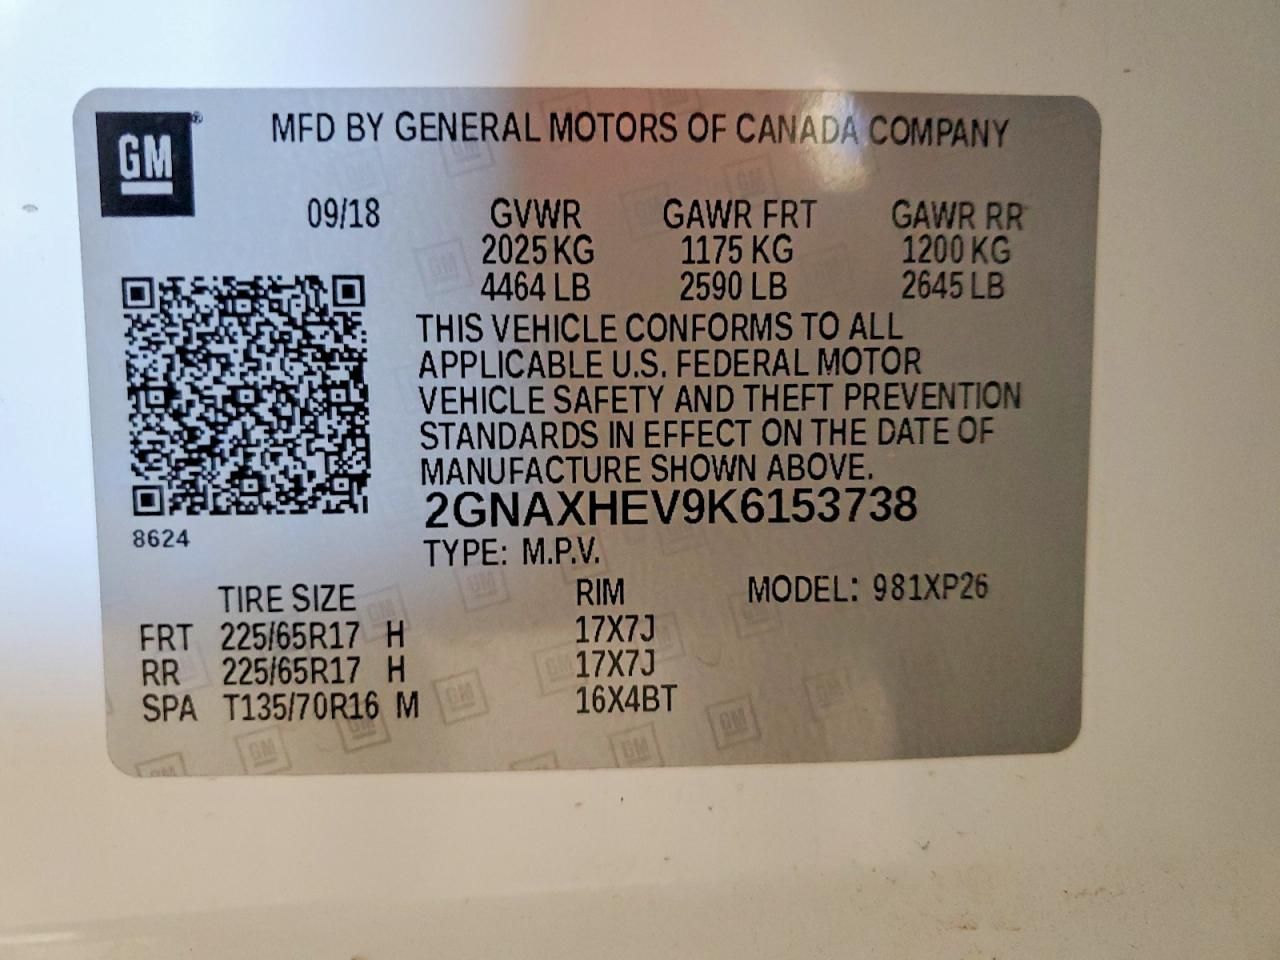 GM ® MFD BY GENERAL MOTORS OF CANADA COMPANY
09/18 GVWR GAWR FRT GAWR RR
2025 KG 1175 KG 1200 KG
4464 LB 2590 LB 2645 LB
THIS VEHICLE CONFORMS TO ALL
APPLICABLE U.S. FEDERAL MOTOR
VEHICLE SAFETY AND THEFT PREVENTION
STANDARDS IN EFFECT ON THE DATE OF
MANUFACTURE SHOWN ABOVE.
2GNAXHEV9K6153738
8624
TYPE: M.P.V.
TIRE SIZE RIM MODEL: 981XP26
FRT 225/65R17 H 17X7J
RR 225/65R17 H 17X7J
SPA T135/70R16 M 16X4BT